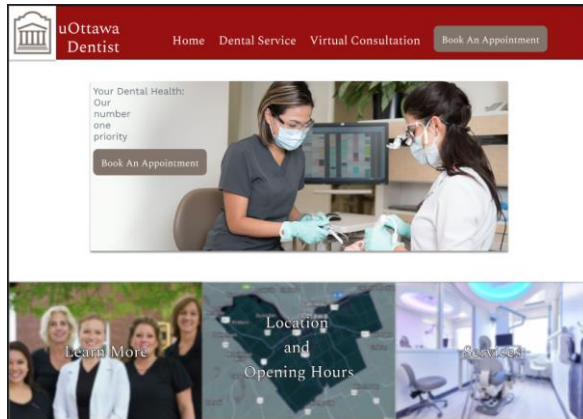 uOttawa
Dentist
Home Dental Service Virtual Consultation Book An Appointment
Your Dental Health:
Our
number
one
priority
Book An Appointment
Learn More
Location
and
Opening Hours
Services